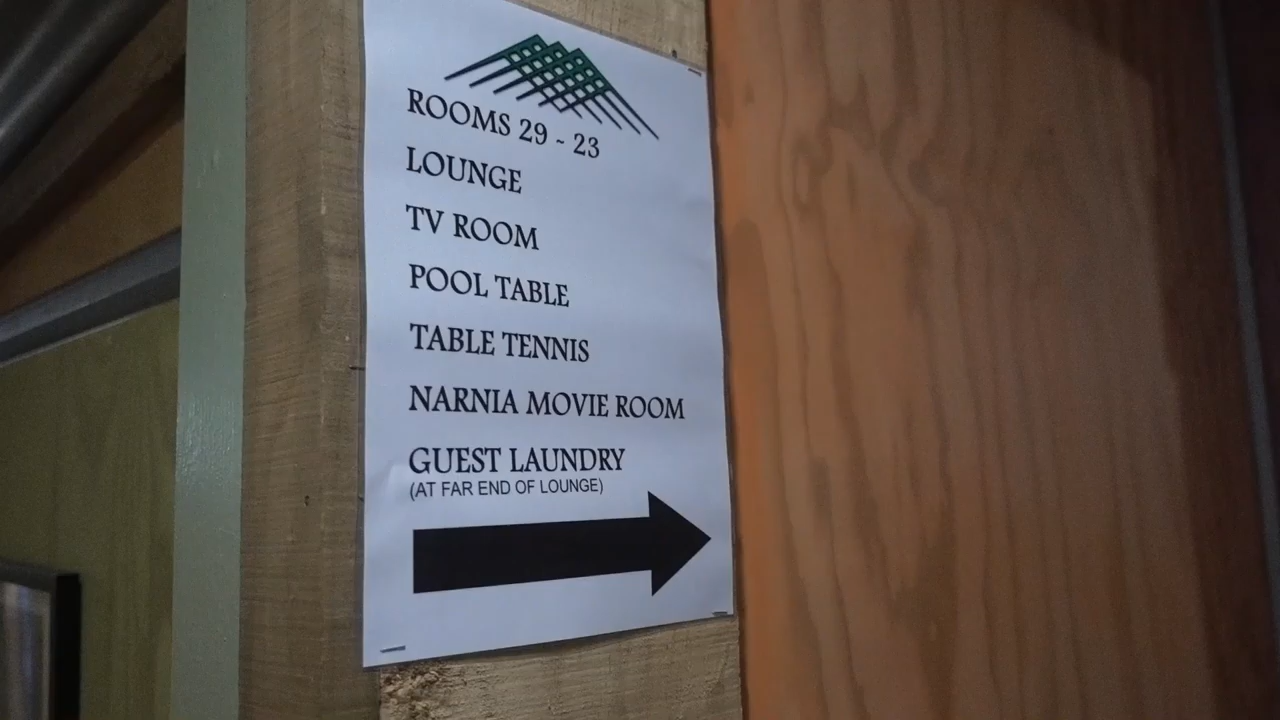 ROOMS 29 - 23
LOUNGE
TV ROOM
POOL TABLE
TABLE TENNIS
NARNIA MOVIE ROOM
GUEST LAUNDRY
(AT FAR END OF LOUNGE)